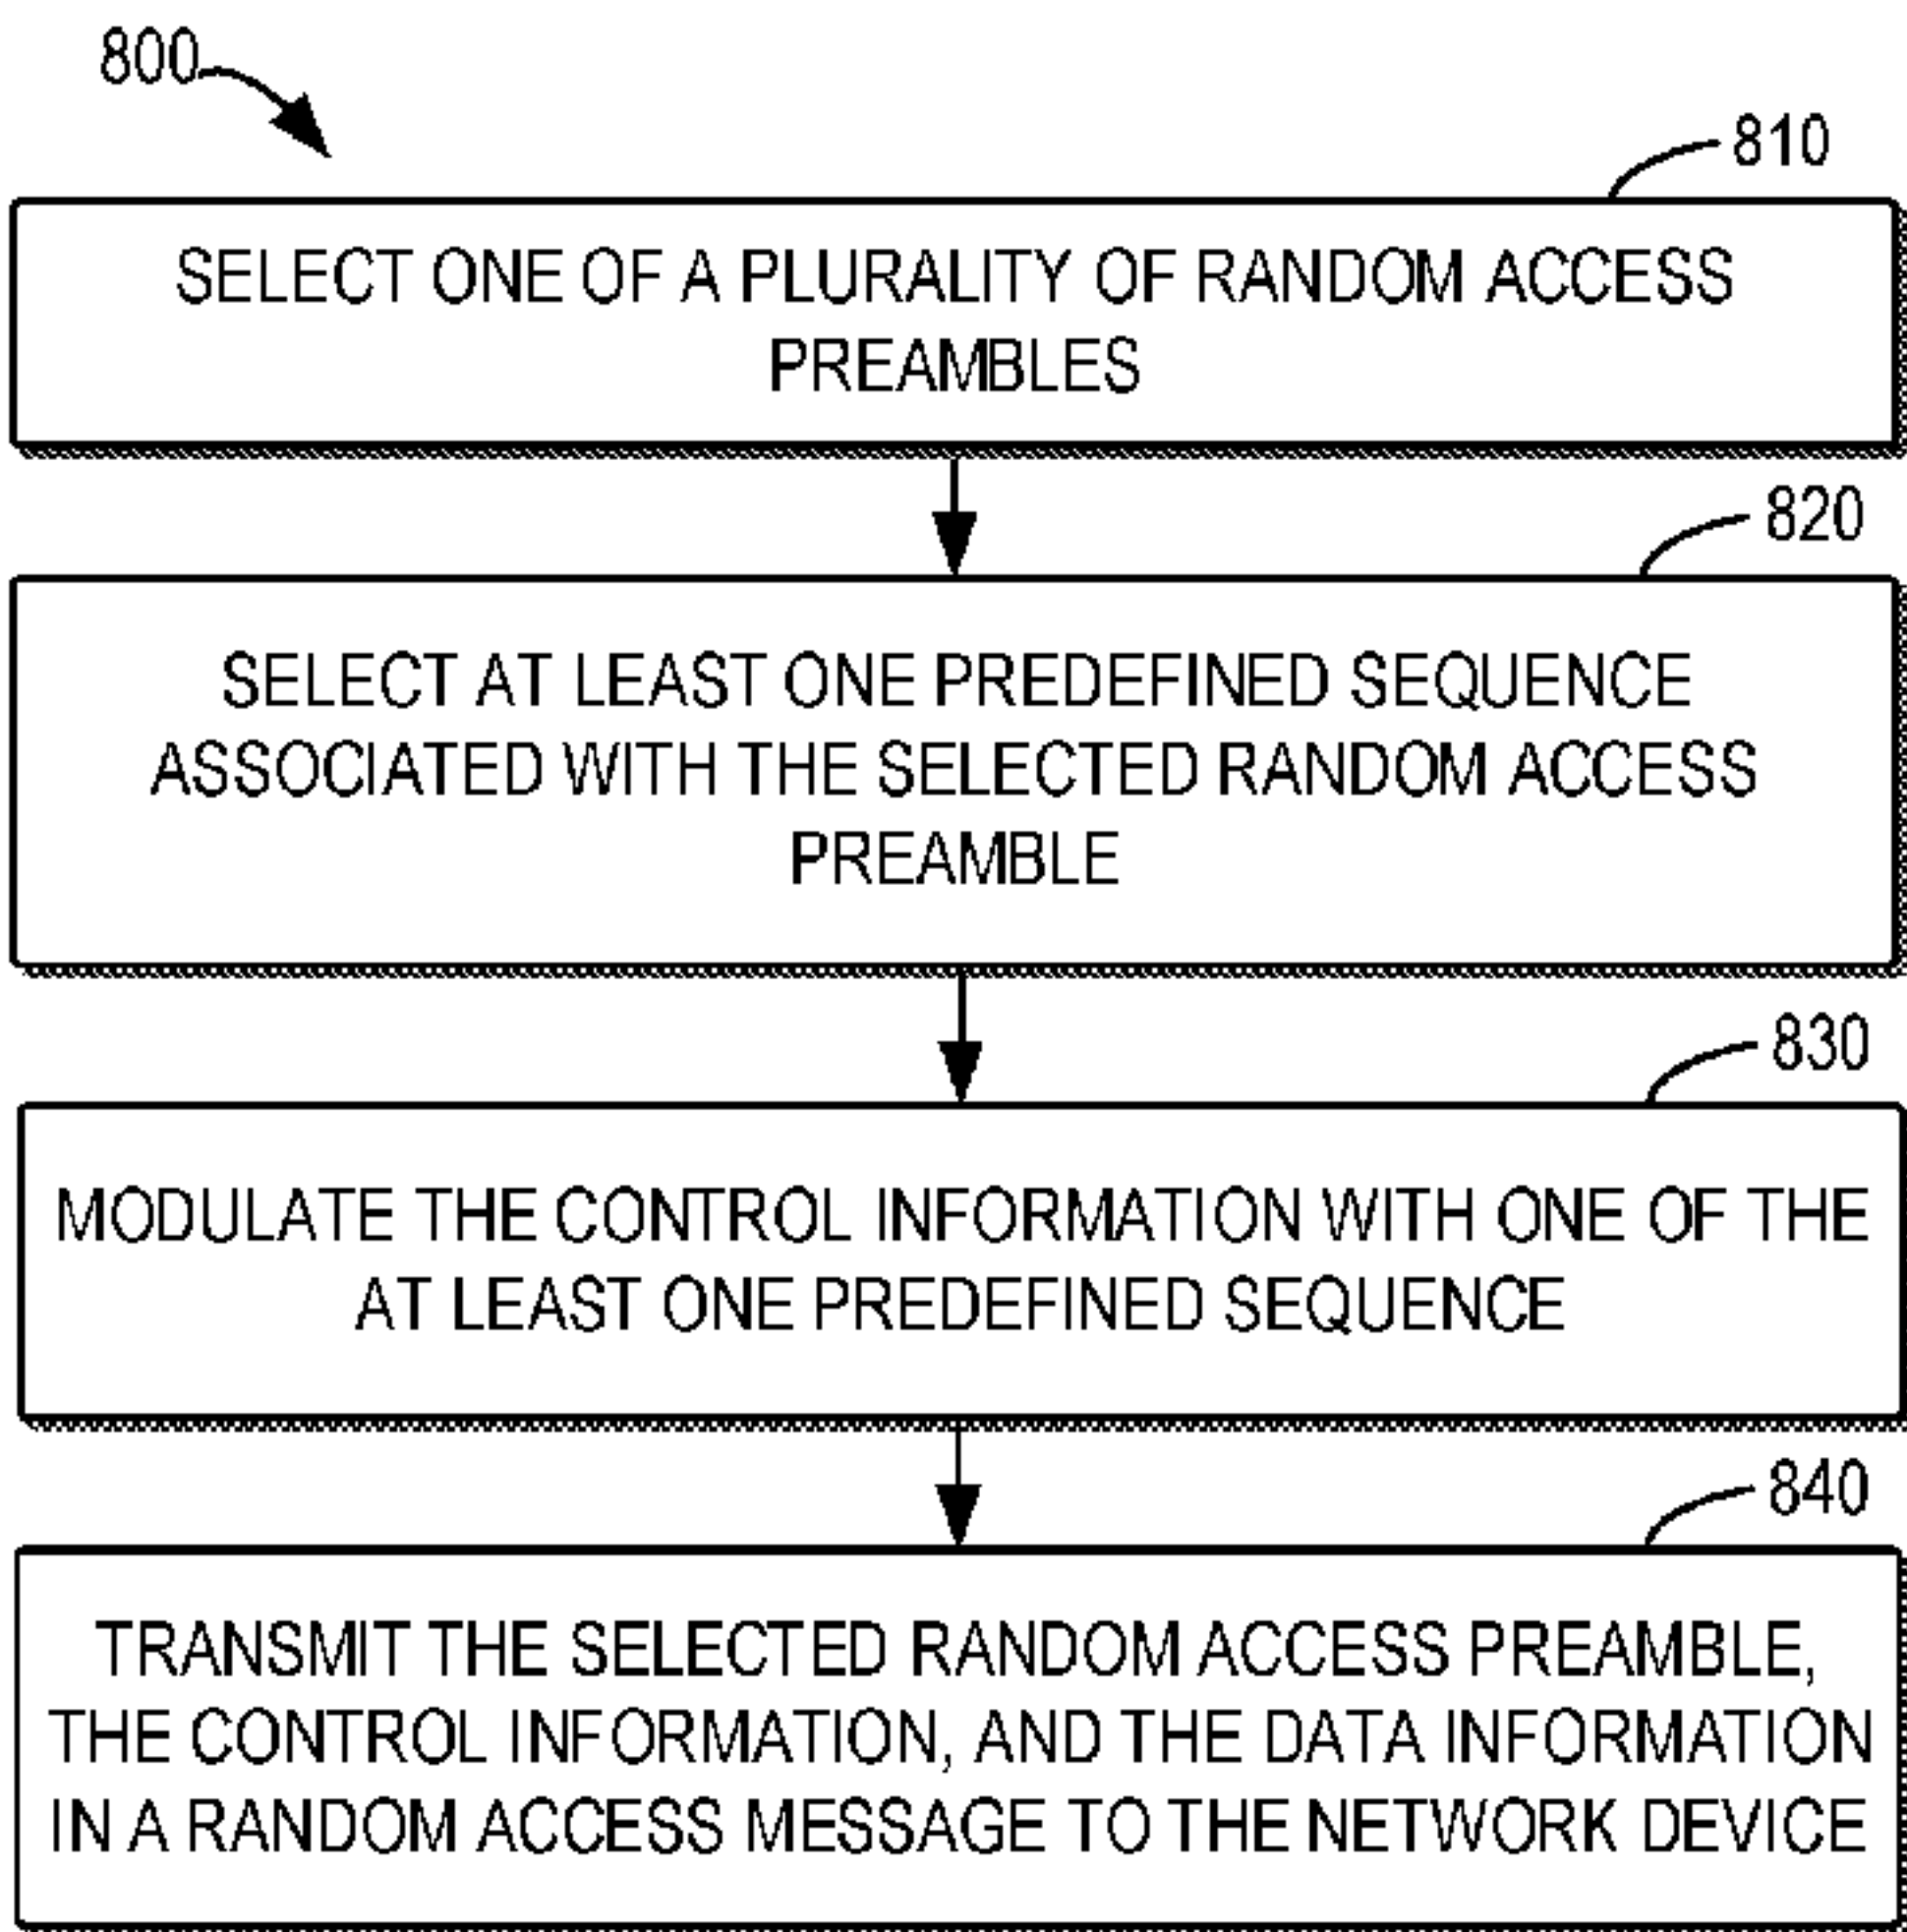 800
810
SELECT ONE OF A PLURALITY OF RANDOM ACCESS
PREAMBLES
820
SELECT AT LEAST ONE PREDEFINED SEQUENCE
ASSOCIATED WITH THE SELECTED RANDOM ACCESS
PREAMBLE
830
MODULATE THE CONTROL INFORMATION WITH ONE OF THE
AT LEAST ONE PREDEFINED SEQUENCE
840
TRANSMIT THE SELECTED RANDOM ACCESS PREAMBLE,
THE CONTROL INFORMATION, AND THE DATA INFORMATION
IN A RANDOM ACCESS MESSAGE TO THE NETWORK DEVICE